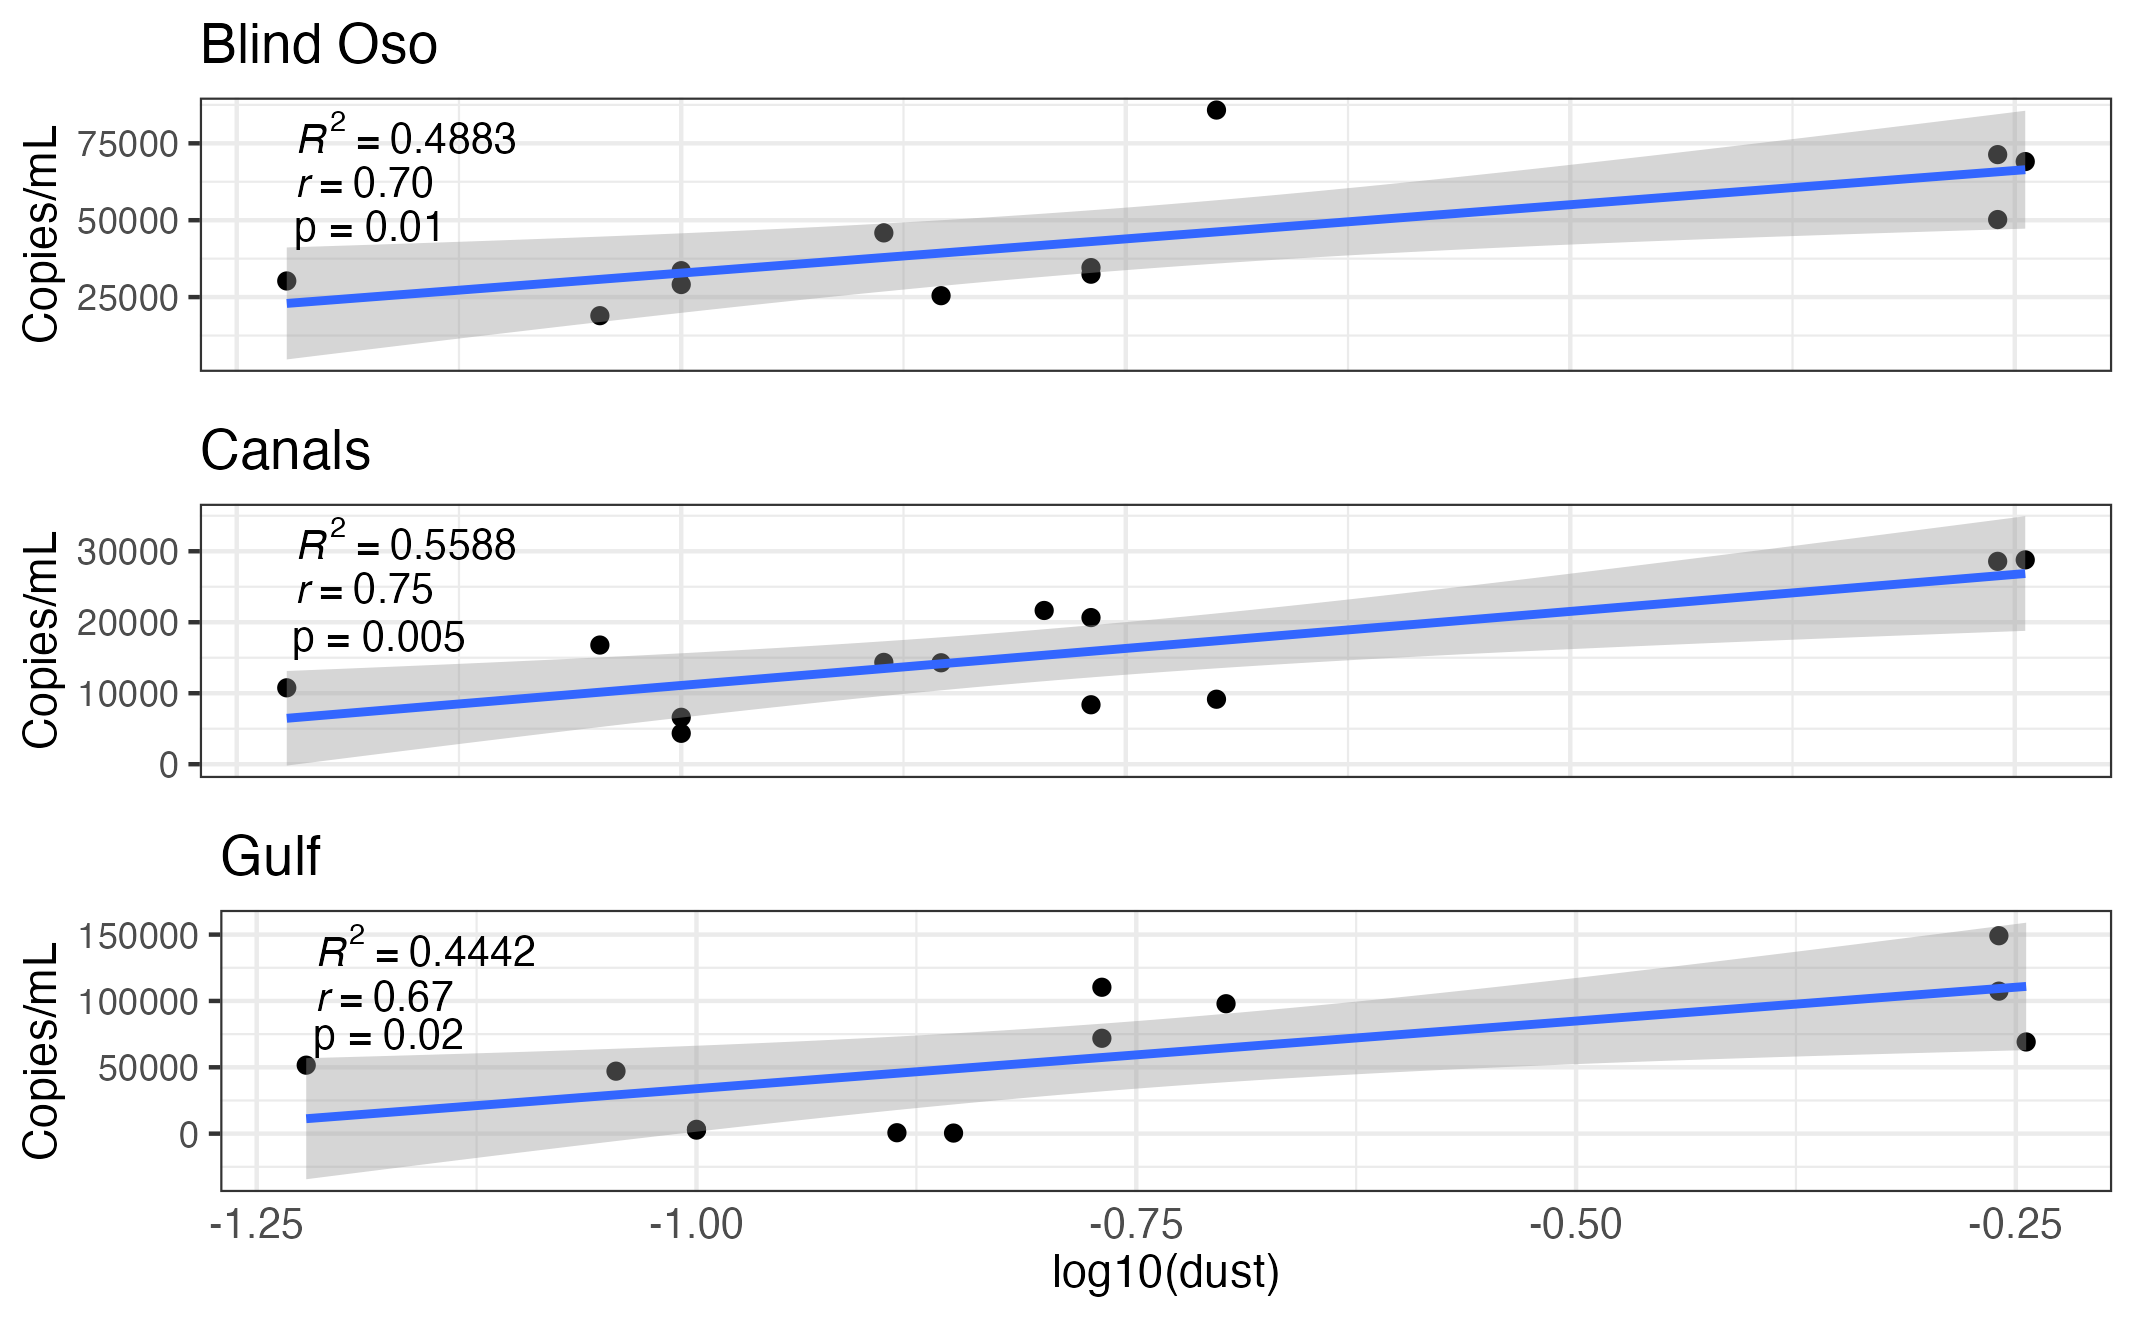 Blind Oso
R² = 0.4883
r = 0.70
p = 0.01
75000
50000
25000
Copies/mL
Canals
R² = 0.5588
r = 0.75
p = 0.005
30000
20000
10000
0
Copies/mL
Gulf
R² = 0.4442
r = 0.67
p = 0.02
150000
100000
50000
0
Copies/mL
-1.25 -1.00 -0.75 -0.50 -0.25
log10(dust)